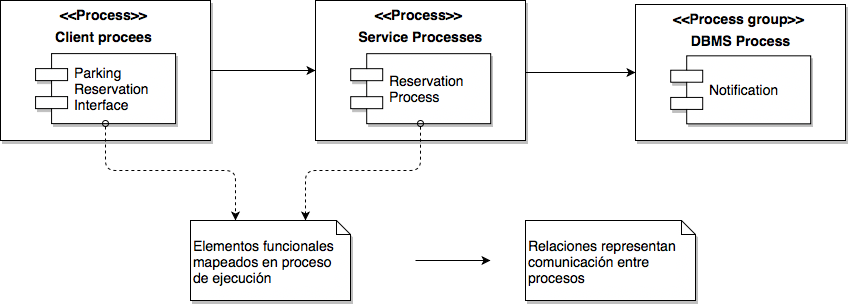 <<Process>>
Client procees
Parking
Reservation
Interface
<<Process>>
Service Processes
Reservation
Process
<<Process group>>
DBMS Process
Notification
Elementos funcionales
mapeados en proceso
de ejecución
Relaciones representan
comunicación entre
procesos